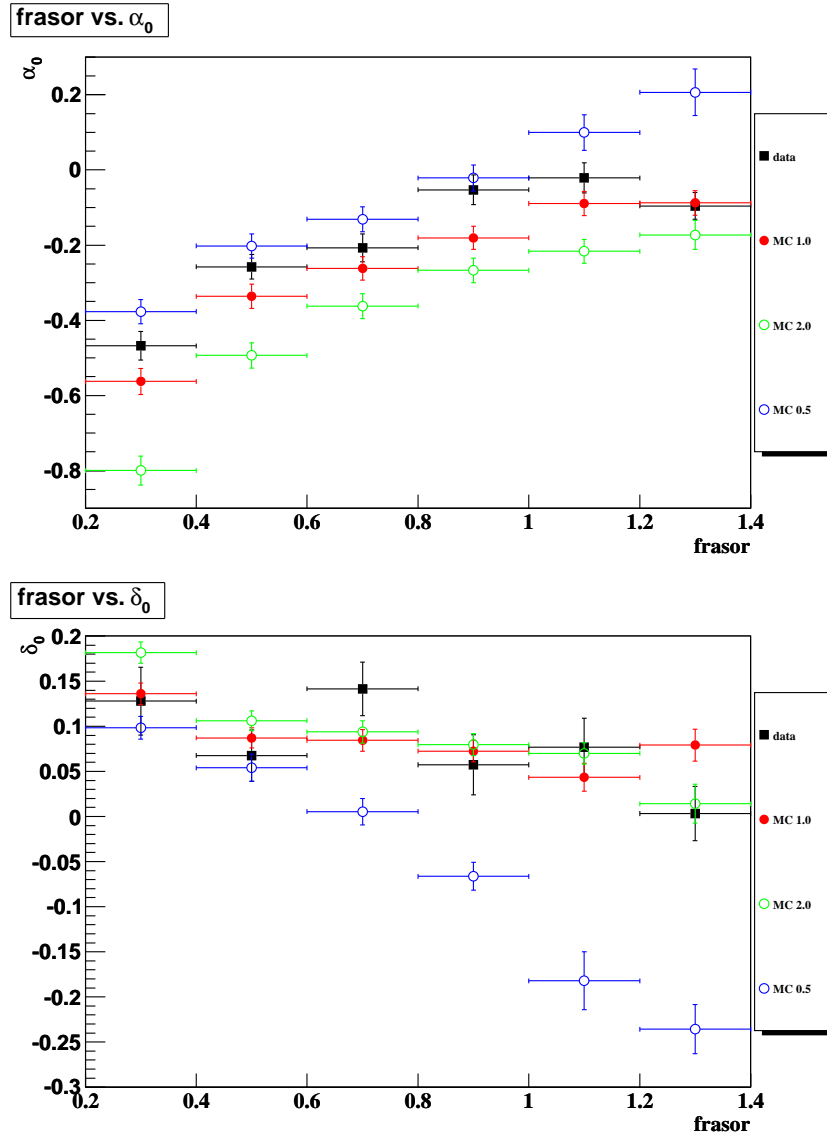 frasor vs. α₀
α₀
0.2
0
-0.2
-0.4
-0.6
-0.8
0.2 0.4 0.6 0.8 1 1.2 1.4
frasor
data
MC 1.0
MC 2.0
MC 0.5
frasor vs. δ₀
δ₀
0.2
0.15
0.1
0.05
0
-0.05
-0.1
-0.15
-0.2
-0.25
-0.3
0.2 0.4 0.6 0.8 1 1.2 1.4
frasor
data
MC 1.0
MC 2.0
MC 0.5